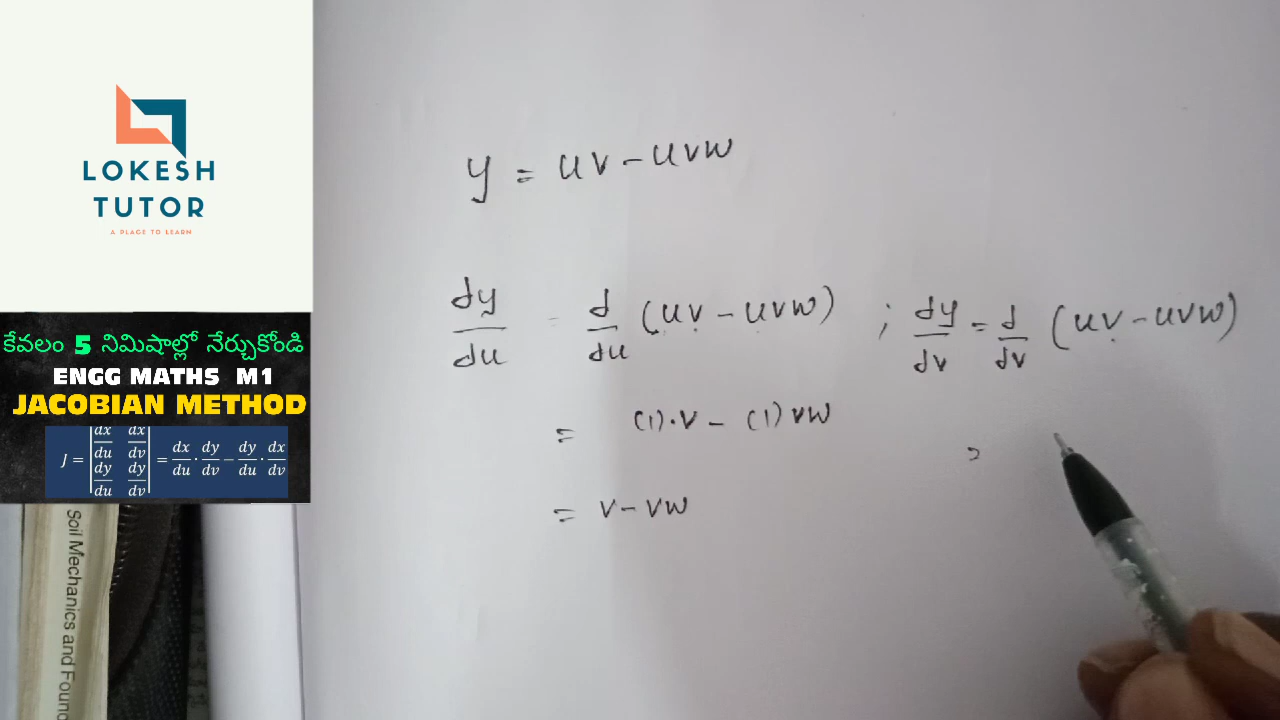 LOKESH
TUTOR
A PLACE TO LEARN
కేవలం 5 నిమిషాల్లో నేర్చుకోండి
ENGG MATHS M1
JACOBIAN METHOD
J = | dx/du dx/dv | = dx/du · dy/dv − dy/du · dx/dv
| dy/du dy/dv |
Soil Mechanics and Found
y = uv - uvw
dy/du = d/du (uv - uvw) ; dy/dv = d/dv (uv - uvw)
= (1)·v - (1) vw =
= v - vw